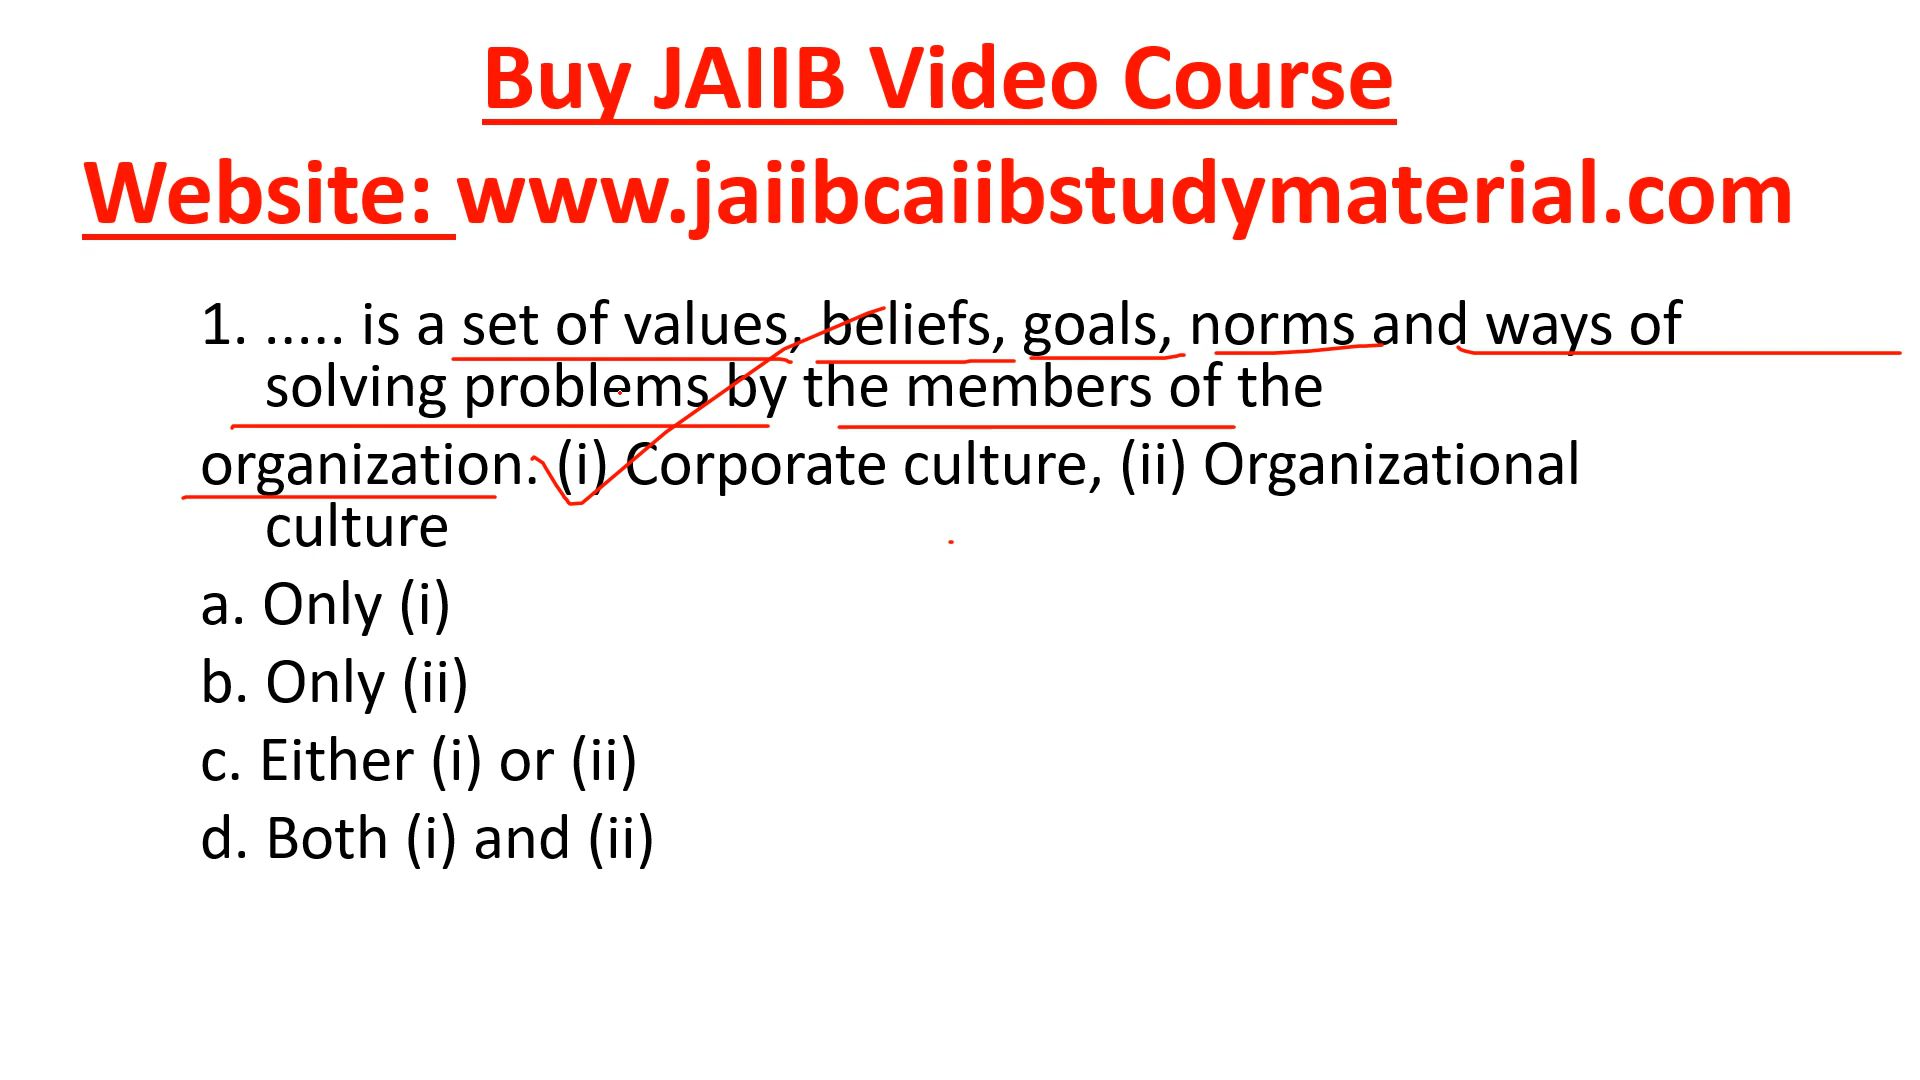 Buy JAIIB Video Course
Website: www.jaiibcaiibstudymaterial.com
1. ..... is a set of values, beliefs, goals, norms and ways of
solving problems by the members of the
organization. (i) Corporate culture, (ii) Organizational
culture
a. Only (i)
b. Only (ii)
c. Either (i) or (ii)
d. Both (i) and (ii)